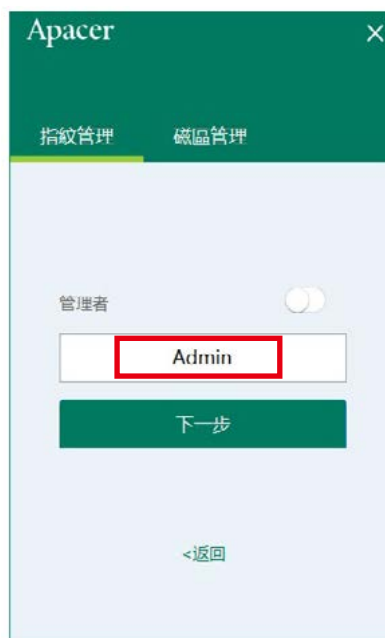 Apacer
指紋管理 磁區管理
管理者
Admin
下一步
<返回